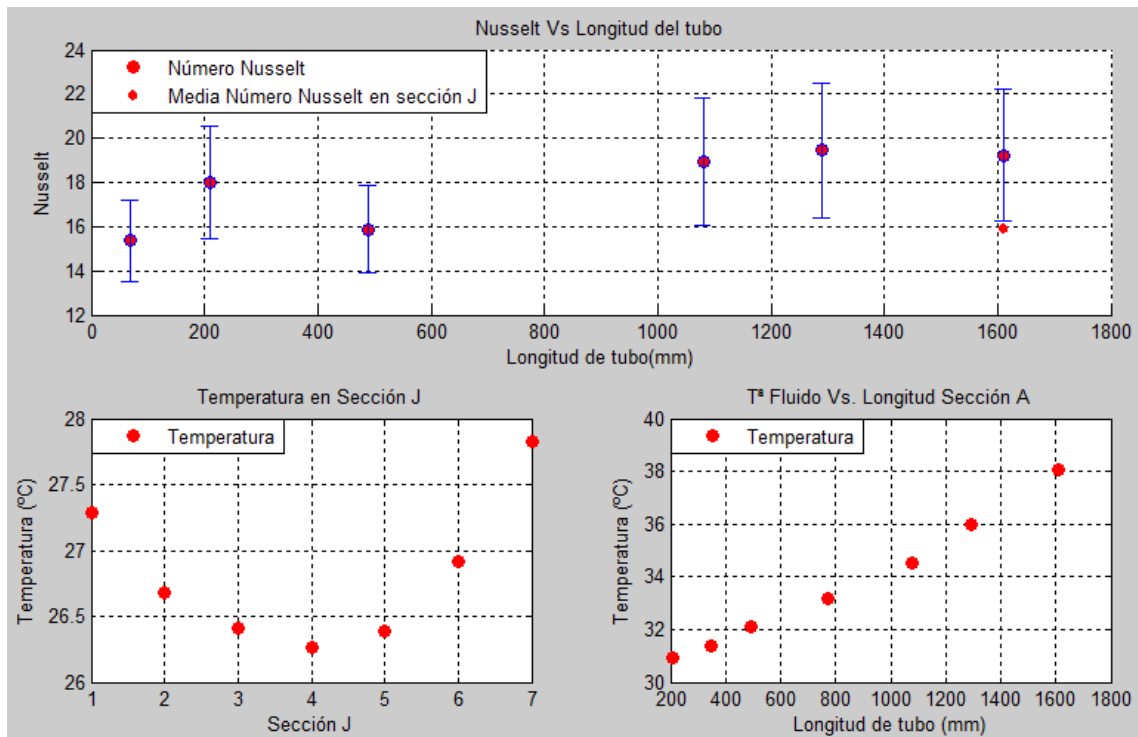 Nusselt Vs Longitud del tubo
Nusselt
24
22
20
18
16
14
12
Número Nusselt
Media Número Nusselt en sección J
0 200 400 600 800 1000 1200 1400 1600 1800
Longitud de tubo(mm)
Temperatura en Sección J
Temperatura (ºC)
28
27.5
27
26.5
26
Temperatura
1 2 3 4 5 6 7
Sección J
Tª Fluido Vs. Longitud Sección A
Temperatura (ºC)
40
38
36
34
32
30
Temperatura
200 400 600 800 1000 1200 1400 1600 1800
Longitud de tubo (mm)